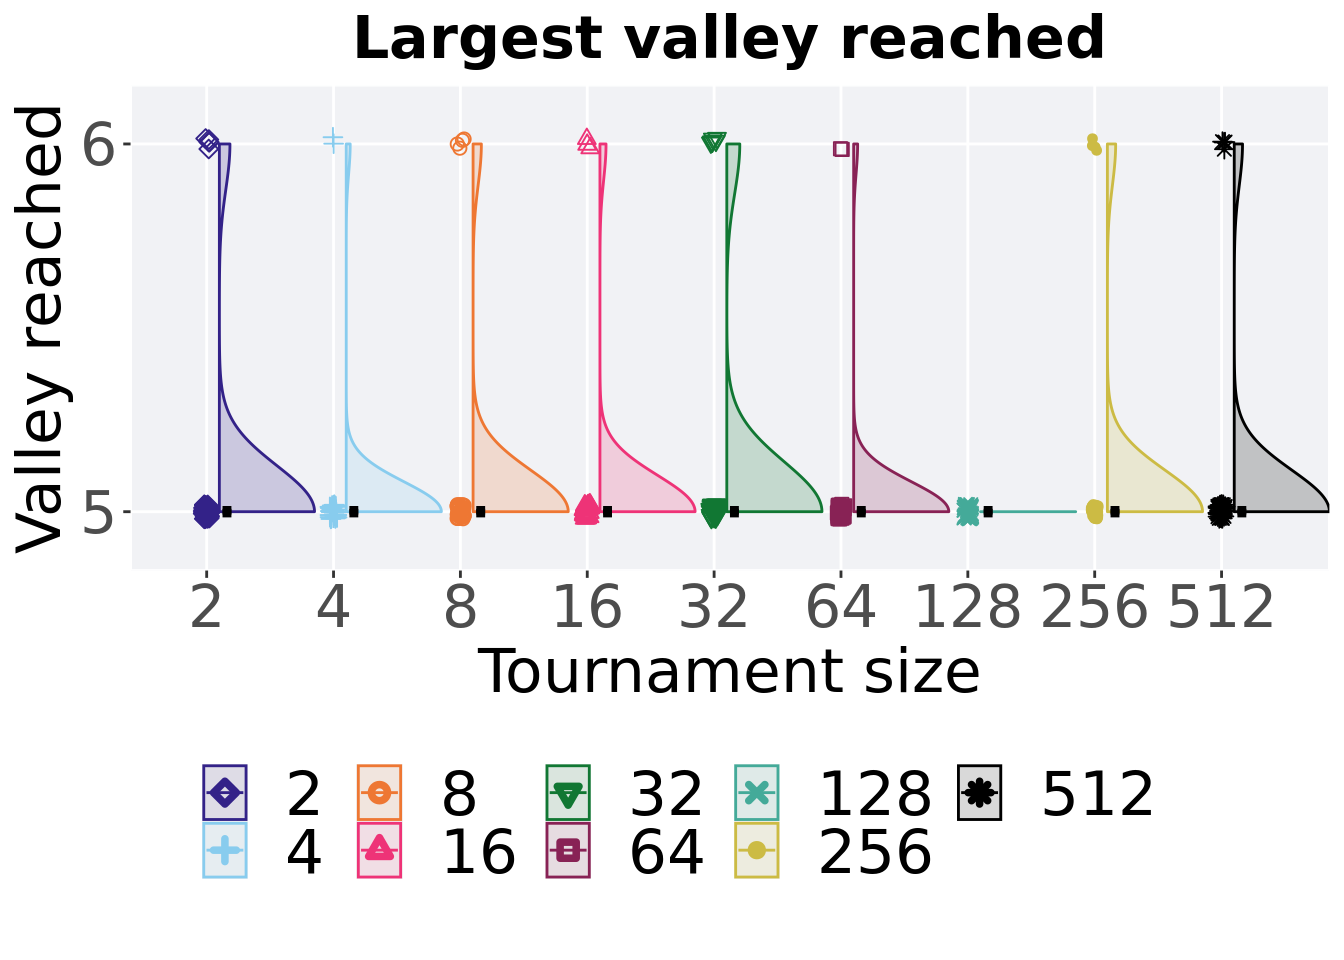 Largest valley reached
Valley reached
6
5
2 4 8 16 32 64 128 256 512
Tournament size
2 8 32 128 512
4 16 64 256